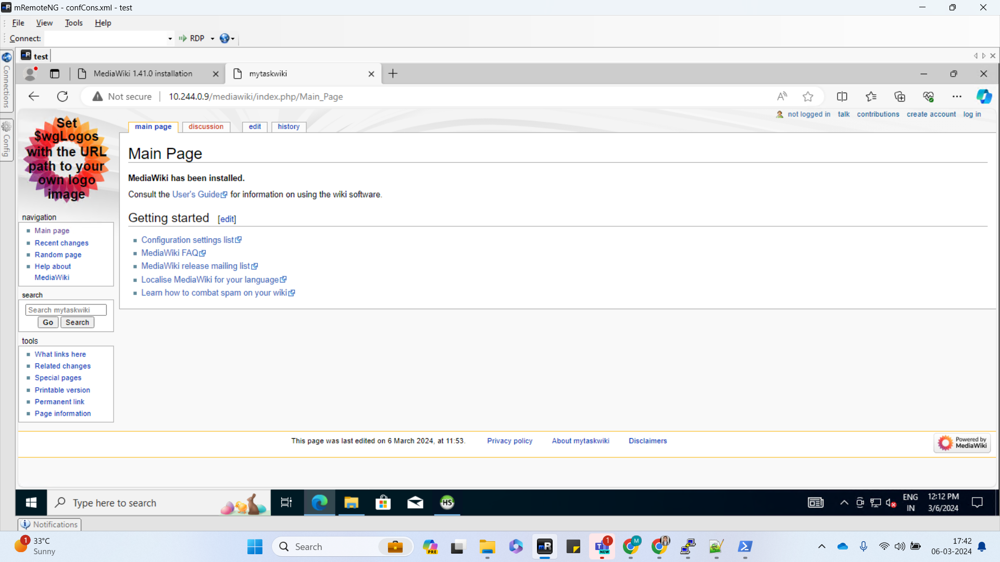 mRemoteNG - confCons.xml - test
File View Tools Help
Connect: RDP
test
Connections
Config
MediaWiki 1.41.0 installation
mytaskwiki
Not secure
10.244.0.9/mediawiki/index.php/Main_Page
not logged in talk contributions create account log in
Set
$wgLogos
with the URL
path to your
own logo
image
main page discussion edit history
Main Page
MediaWiki has been installed.
Consult the User's Guide for information on using the wiki software.
Getting started [edit]
Configuration settings list
MediaWiki FAQ
MediaWiki release mailing list
Localise MediaWiki for your language
Learn how to combat spam on your wiki
navigation
Main page
Recent changes
Random page
Help about
MediaWiki
search
Search mytaskwiki
Go Search
tools
What links here
Related changes
Special pages
Printable version
Permanent link
Page information
This page was last edited on 6 March 2024, at 11:53.
Privacy policy About mytaskwiki Disclaimers
Powered by
MediaWiki
Type here to search
HS
ENG
IN
12:12 PM
3/6/2024
Notifications
1
33°C
Sunny
Search
PRE
mR
1
NEW
M
17:42
06-03-2024